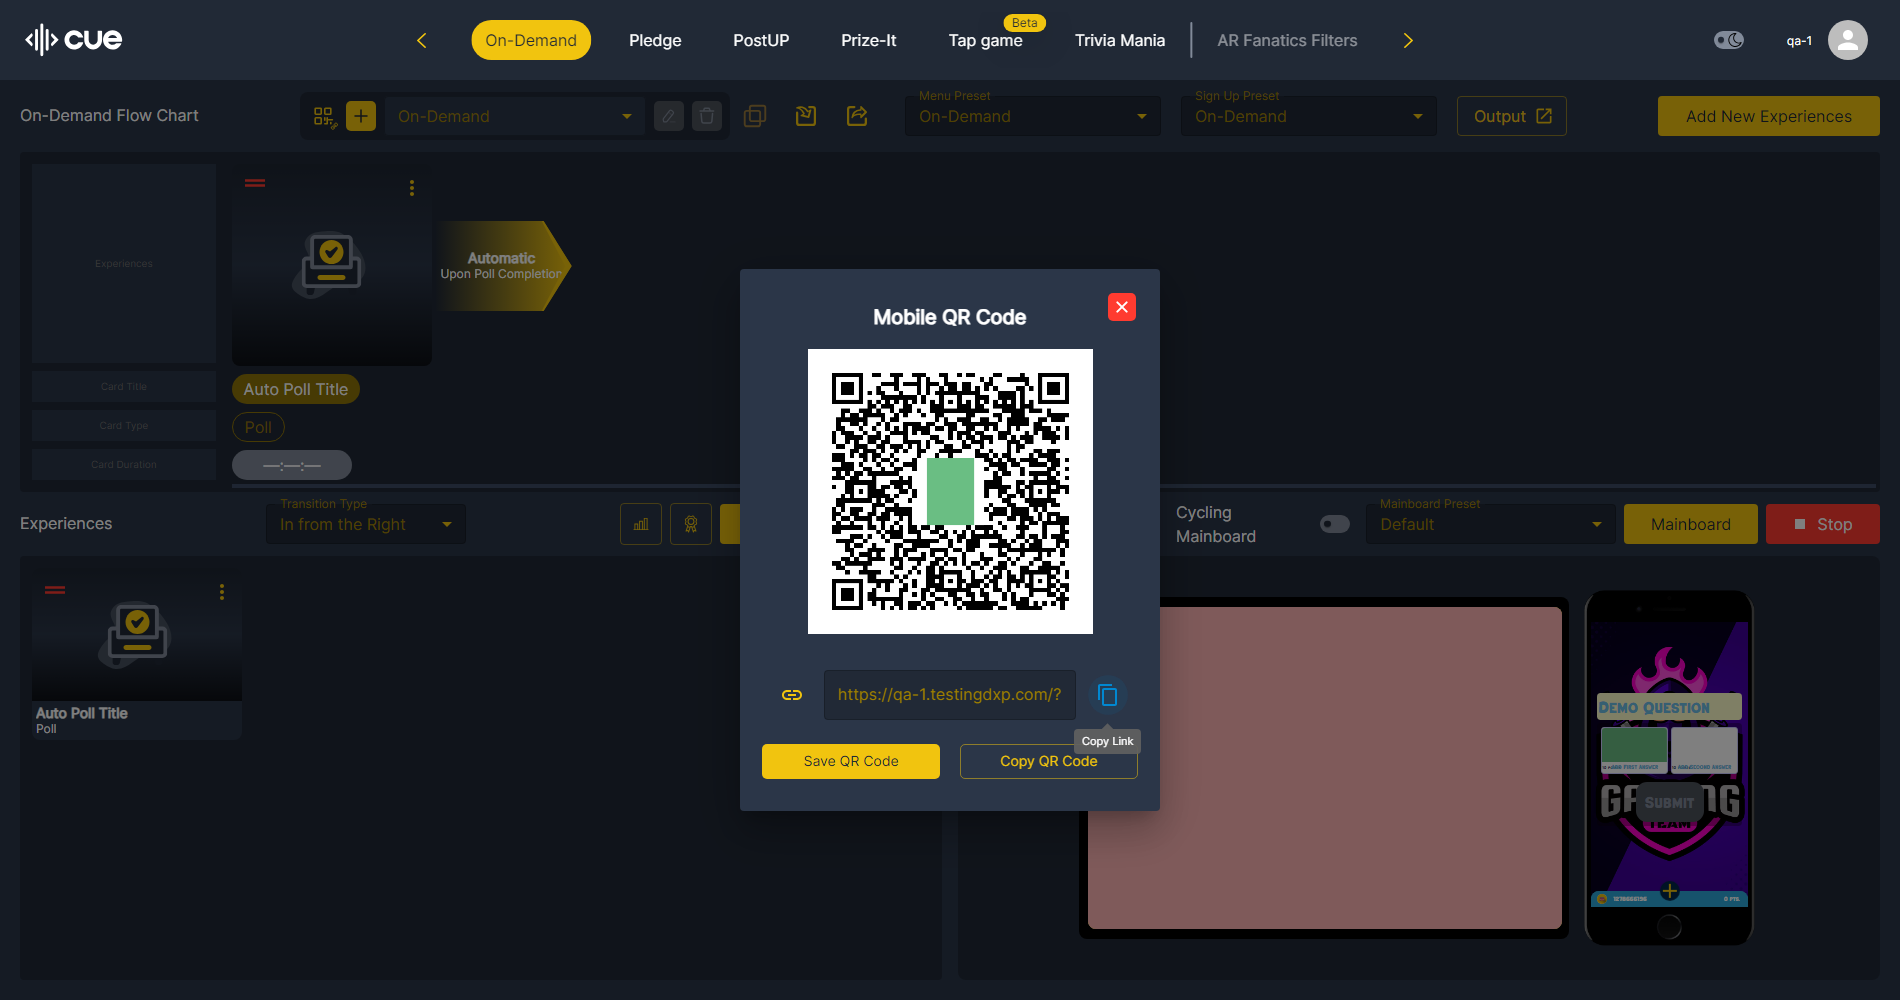 cue
On-Demand
Pledge
PostUP
Prize-It
Beta
Tap game
Trivia Mania
AR Fanatics Filters
qa-1
On-Demand Flow Chart
On-Demand
Menu Preset
On-Demand
Sign Up Preset
On-Demand
Output
Add New Experiences
Experiences
Automatic
Upon Poll Completion
Card Title
Auto Poll Title
Card Type
Poll
Card Duration
—:—:—
Mobile QR Code
https://qa-1.testingdxp.com/?
Copy Link
Save QR Code
Copy QR Code
Experiences
Transition Type
In from the Right
Cycling
Mainboard
Mainboard Preset
Default
Mainboard
Stop
Auto Poll Title
Poll
Demo Question
Submit
TEAM
0 PTS.